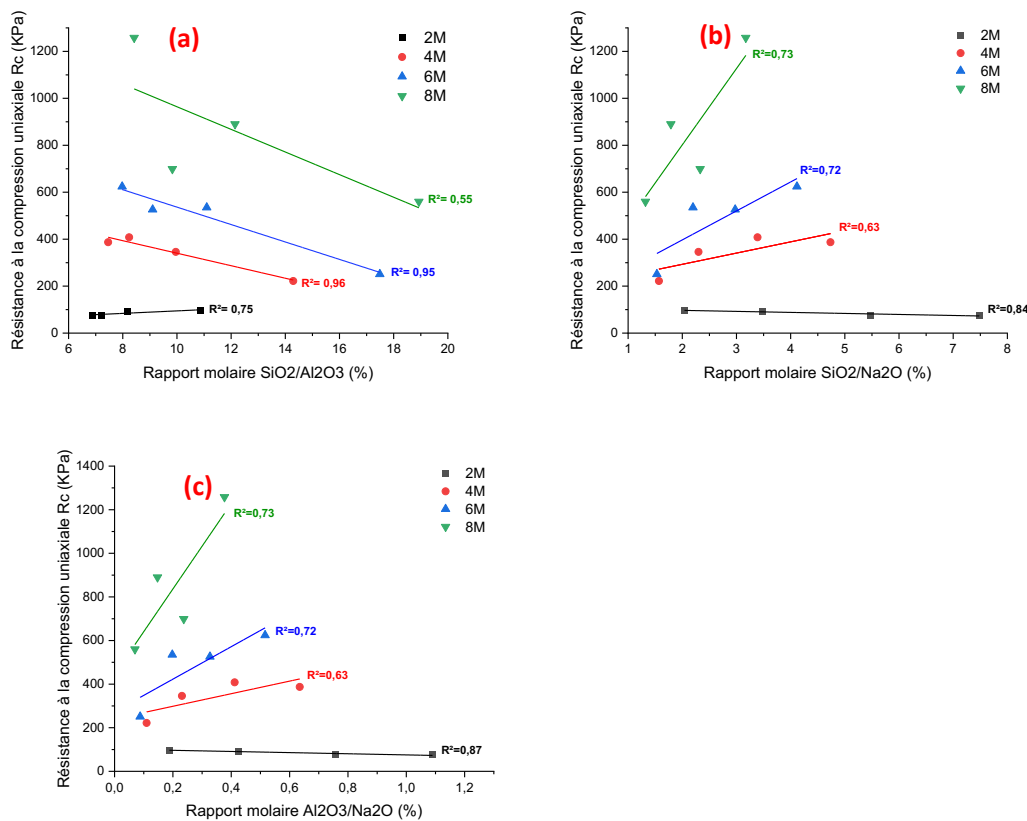 (a)
2M
4M
6M
8M
Résistance à la compression uniaxiale Rc (KPa)
1200
1000
800
600
400
200
0
R²= 0,55
R²= 0,95
R²= 0,96
R²= 0,75
6 8 10 12 14 16 18 20
Rapport molaire SiO2/Al2O3 (%)
(b)
2M
4M
6M
8M
Résistance à la compression uniaxiale Rc (KPa)
1200
1000
800
600
400
200
0
R²=0,73
R²=0,72
R²=0,63
R²=0,84
1 2 3 4 5 6 7 8
Rapport molaire SiO2/Na2O (%)
(c)
2M
4M
6M
8M
Résistance à la compression uniaxiale Rc (KPa)
1400
1200
1000
800
600
400
200
0
R²=0,73
R²=0,72
R²=0,63
R²=0,87
0,0 0,2 0,4 0,6 0,8 1,0 1,2
Rapport molaire Al2O3/Na2O (%)